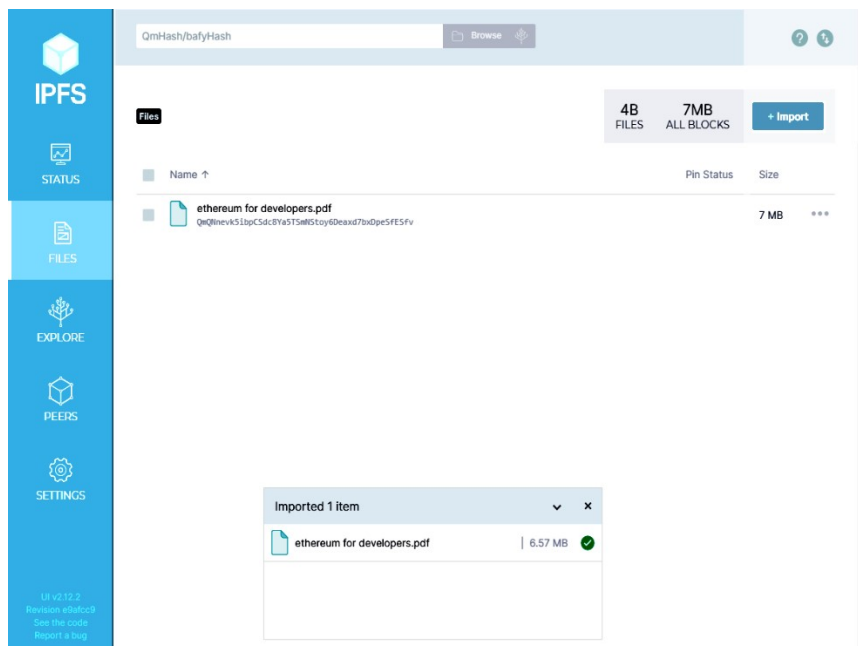 QmHash/bafyHash
Browse
IPFS
Files
4B
FILES
7MB
ALL BLOCKS
+ Import
STATUS
Name ↑
Pin Status
Size
ethereum for developers.pdf
7 MB
FILES
EXPLORE
PEERS
SETTINGS
Imported 1 item
ethereum for developers.pdf
6.57 MB
UI v2.12.2
Revision e9afcc9
See the code
Report a bug